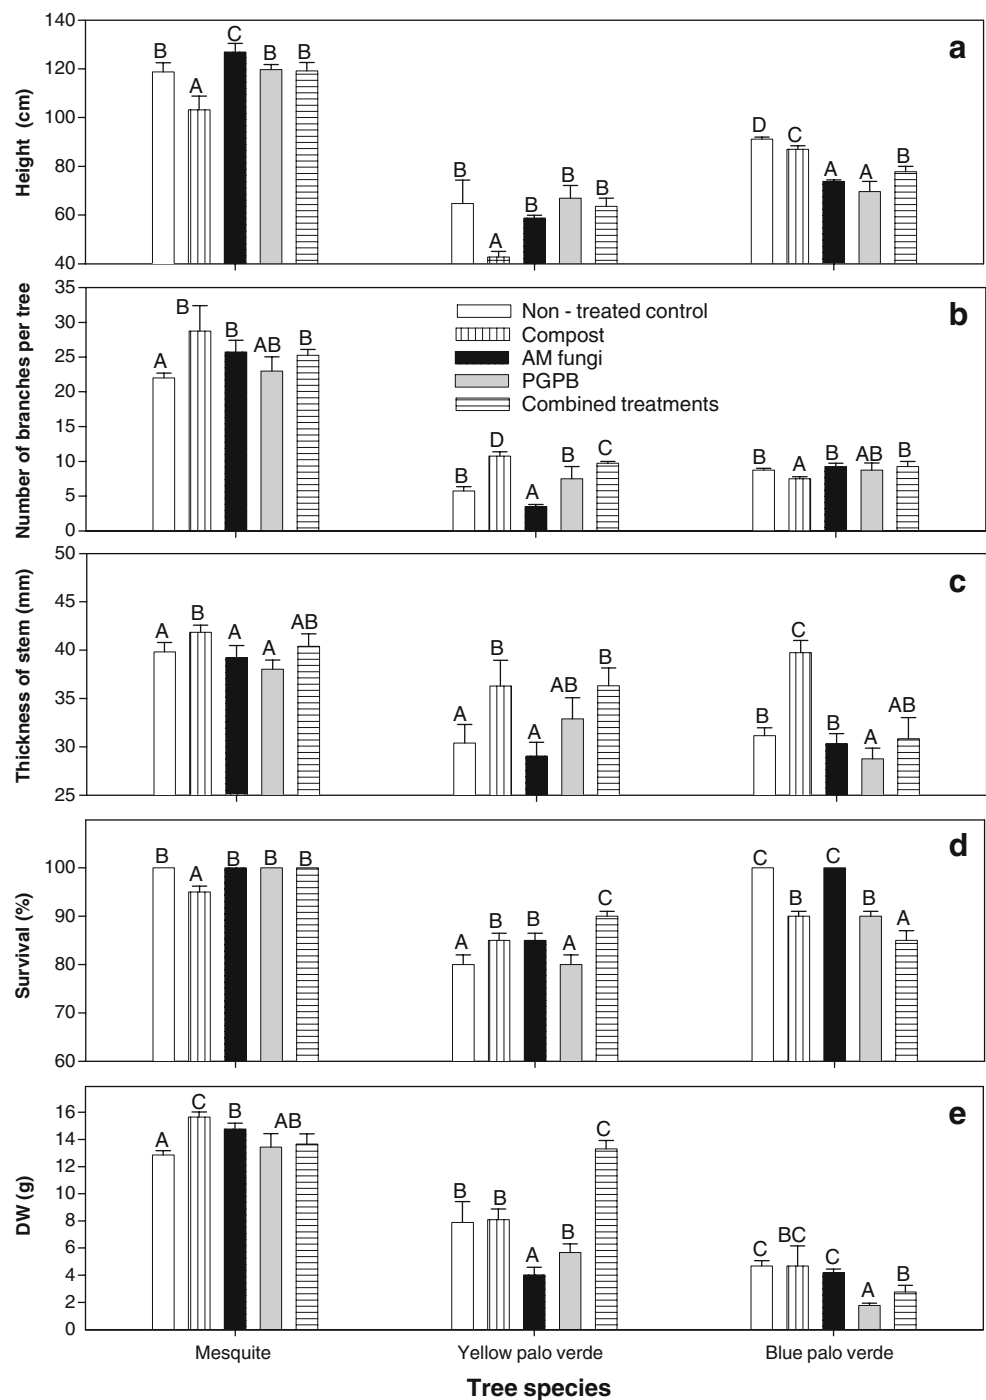 a
Height (cm)
140
120
100
80
60
40
B A C B B
B A B B B
D C A A B
b
Number of branches per tree
35
30
25
20
15
10
5
0
Non - treated control
Compost
AM fungi
PGPB
Combined treatments
A B B AB B
B D A B C
B A B AB B
c
Thickness of stem (mm)
50
45
40
35
30
25
A B A A AB
A B A AB B
B C B A AB
d
Survival (%)
100
90
80
70
60
B A B B B
A B B A C
C B C B A
e
DW (g)
16
14
12
10
8
6
4
2
0
A C B AB
B B A B C
C BC C A B
Mesquite Yellow palo verde Blue palo verde
Tree species